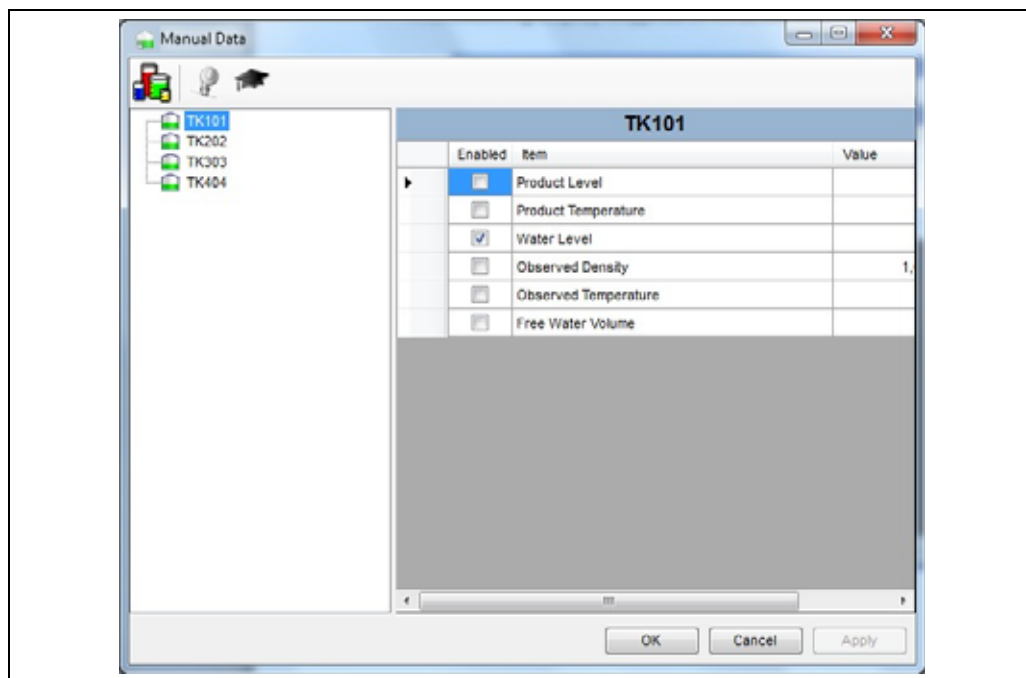 Manual Data
TK101
TK202
TK303
TK404
TK101
Enabled Item Value
Product Level
Product Temperature
Water Level
Observed Density 1,
Observed Temperature
Free Water Volume
OK Cancel Apply